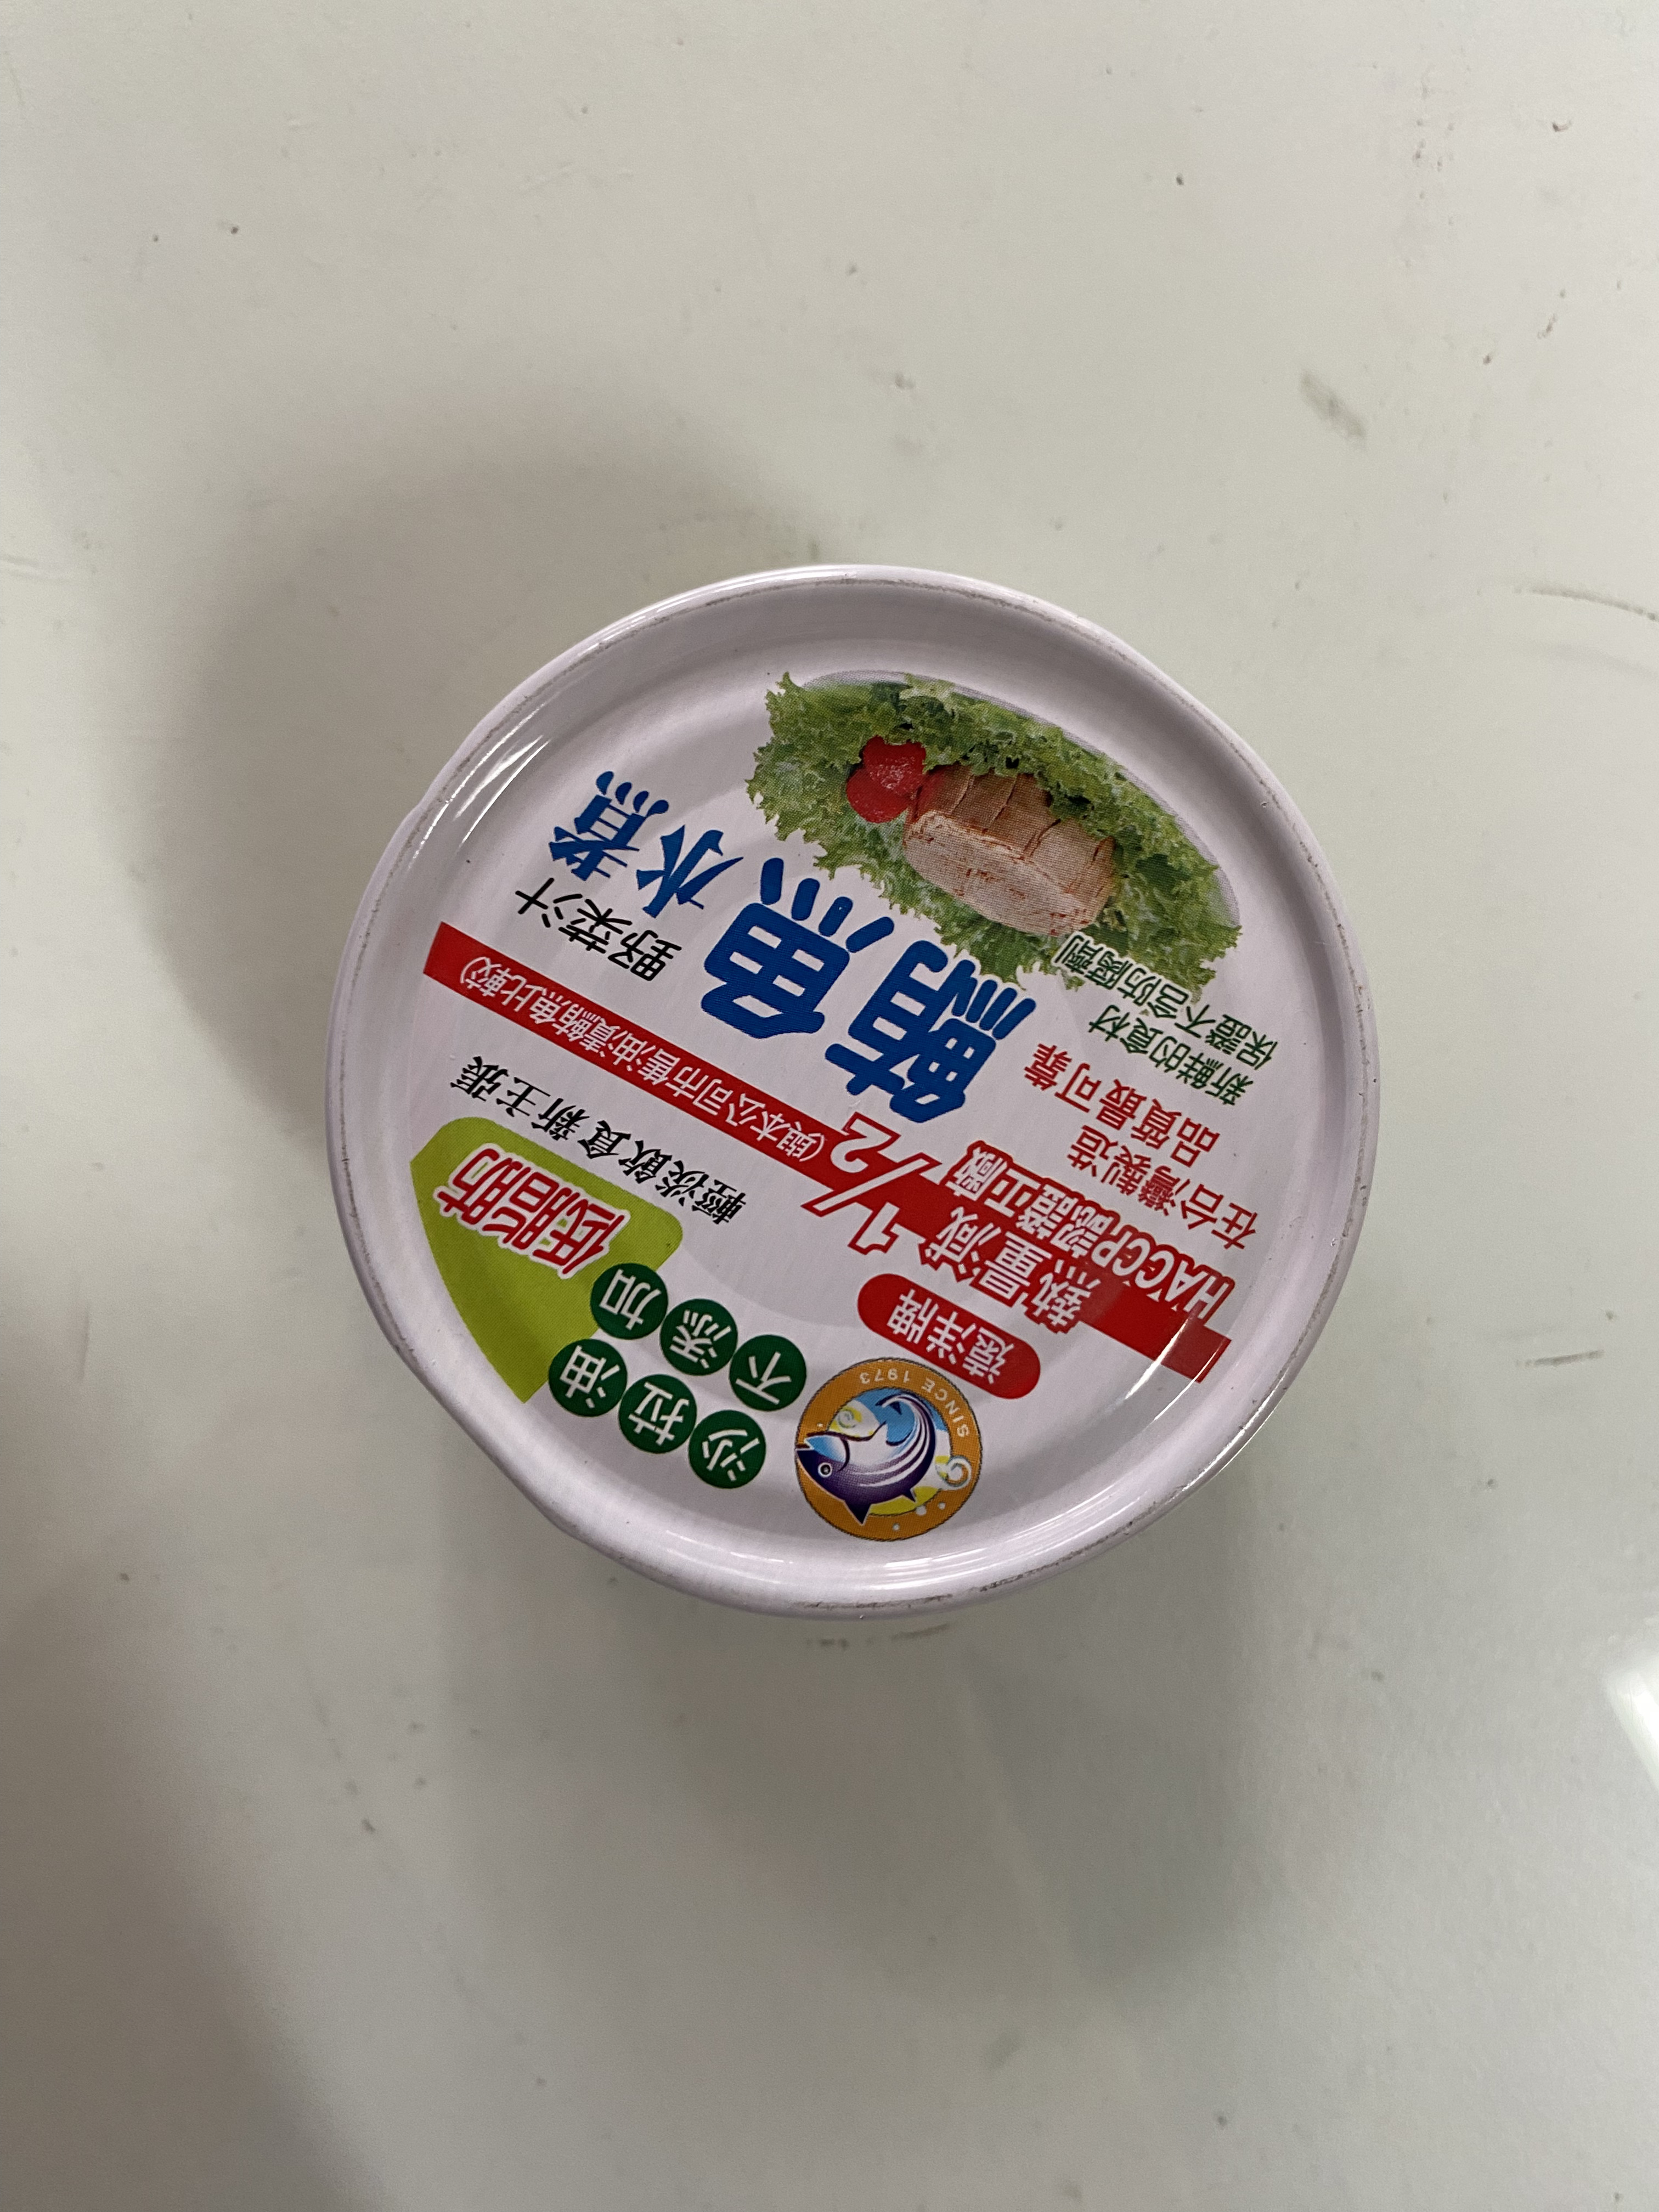 SINCE 1973
遠洋牌
沙拉油
不添加
低脂肪
熱量減1/2(與本公司市售油漬鮪魚上比較)
輕淡飲食新主張
HACCP認證工廠
在台灣製造
品質最可靠
新鮮的食材
保證不含防腐劑
鮪魚
野菜汁
水煮